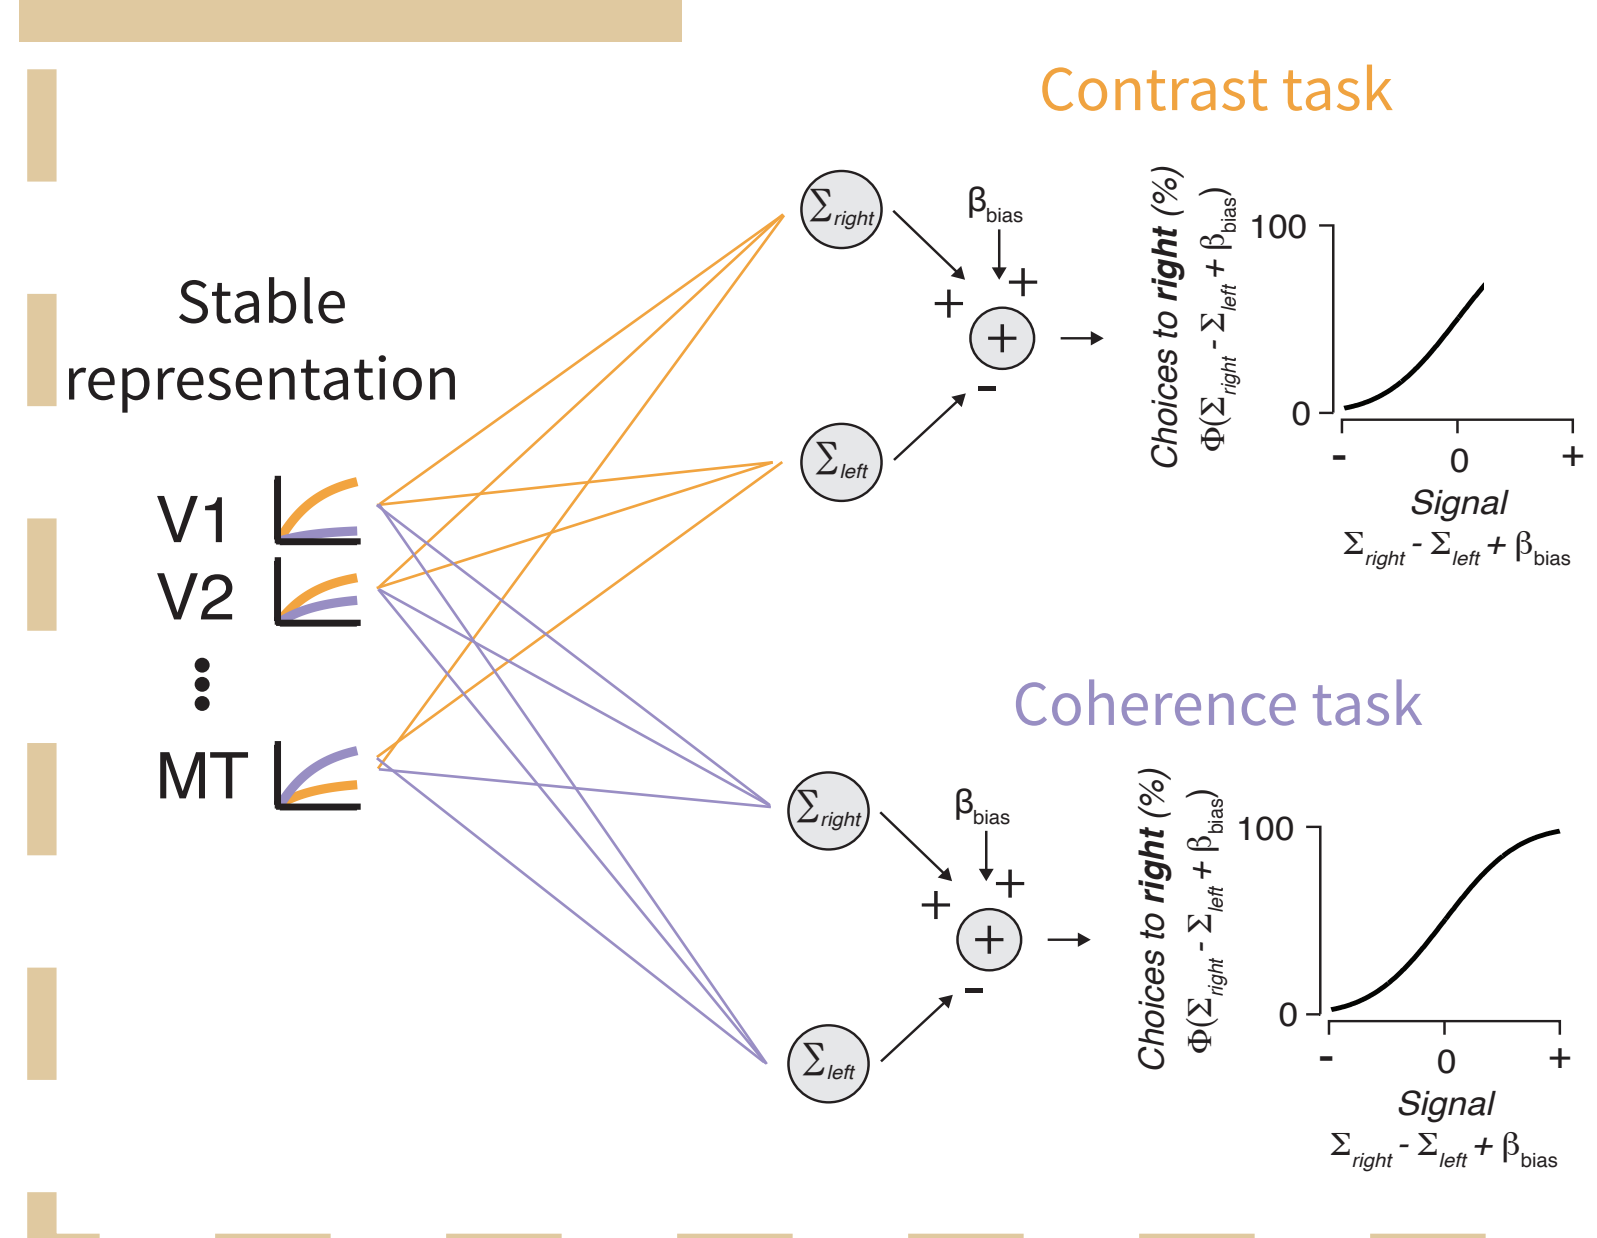 Contrast task
Σright
βbias
+
+
+
-
Σleft
Choices to right (%)
Φ(Σright - Σleft + βbias)
100
0
- 0 +
Signal
Σright - Σleft + βbias
Stable
representation
V1
V2
MT
Coherence task
Σright
βbias
+
+
+
-
Σleft
Choices to right (%)
Φ(Σright - Σleft + βbias)
100
0
- 0 +
Signal
Σright - Σleft + βbias